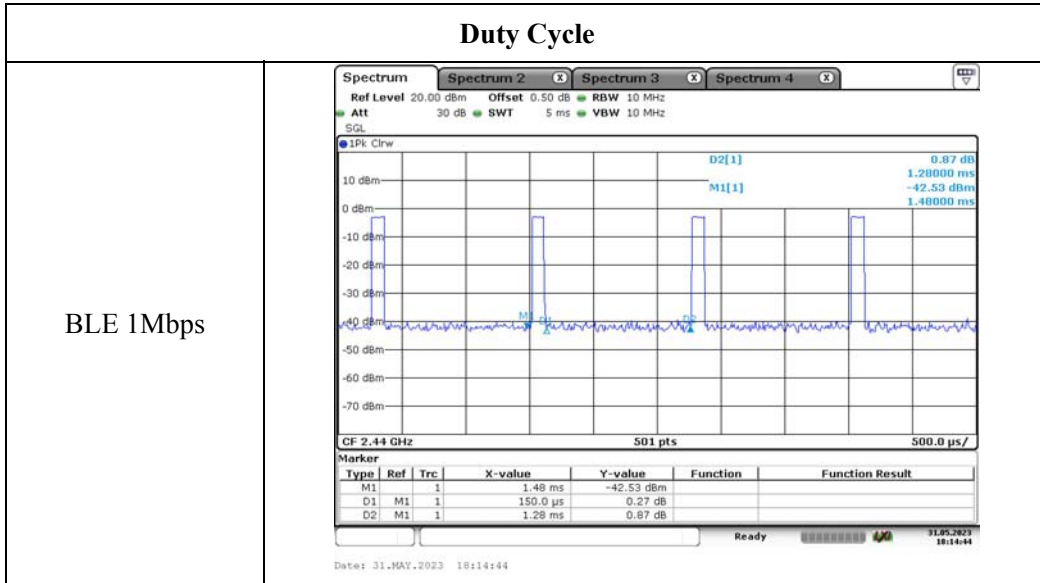 Duty Cycle
BLE 1Mbps
Spectrum Spectrum 2 X Spectrum 3 X Spectrum 4 X
Ref Level 20.00 dBm Offset 0.50 dB RBW 10 MHz
Att 30 dB SWT 5 ms VBW 10 MHz
SGL
1Pk Clrw
D2[1] 0.87 dB
1.28000 ms
M1[1] -42.53 dBm
1.48000 ms
10 dBm
0 dBm
-10 dBm
-20 dBm
-30 dBm
-40 dBm
M1 D1 D2
-50 dBm
-60 dBm
-70 dBm
CF 2.44 GHz 501 pts 500.0 µs/
Marker
Type Ref Trc X-value Y-value Function Function Result
M1 1 1.48 ms -42.53 dBm
D1 M1 1 150.0 µs 0.27 dB
D2 M1 1 1.28 ms 0.87 dB
Ready 31.05.2023
18:14:44
Date: 31.MAY.2023 18:14:44